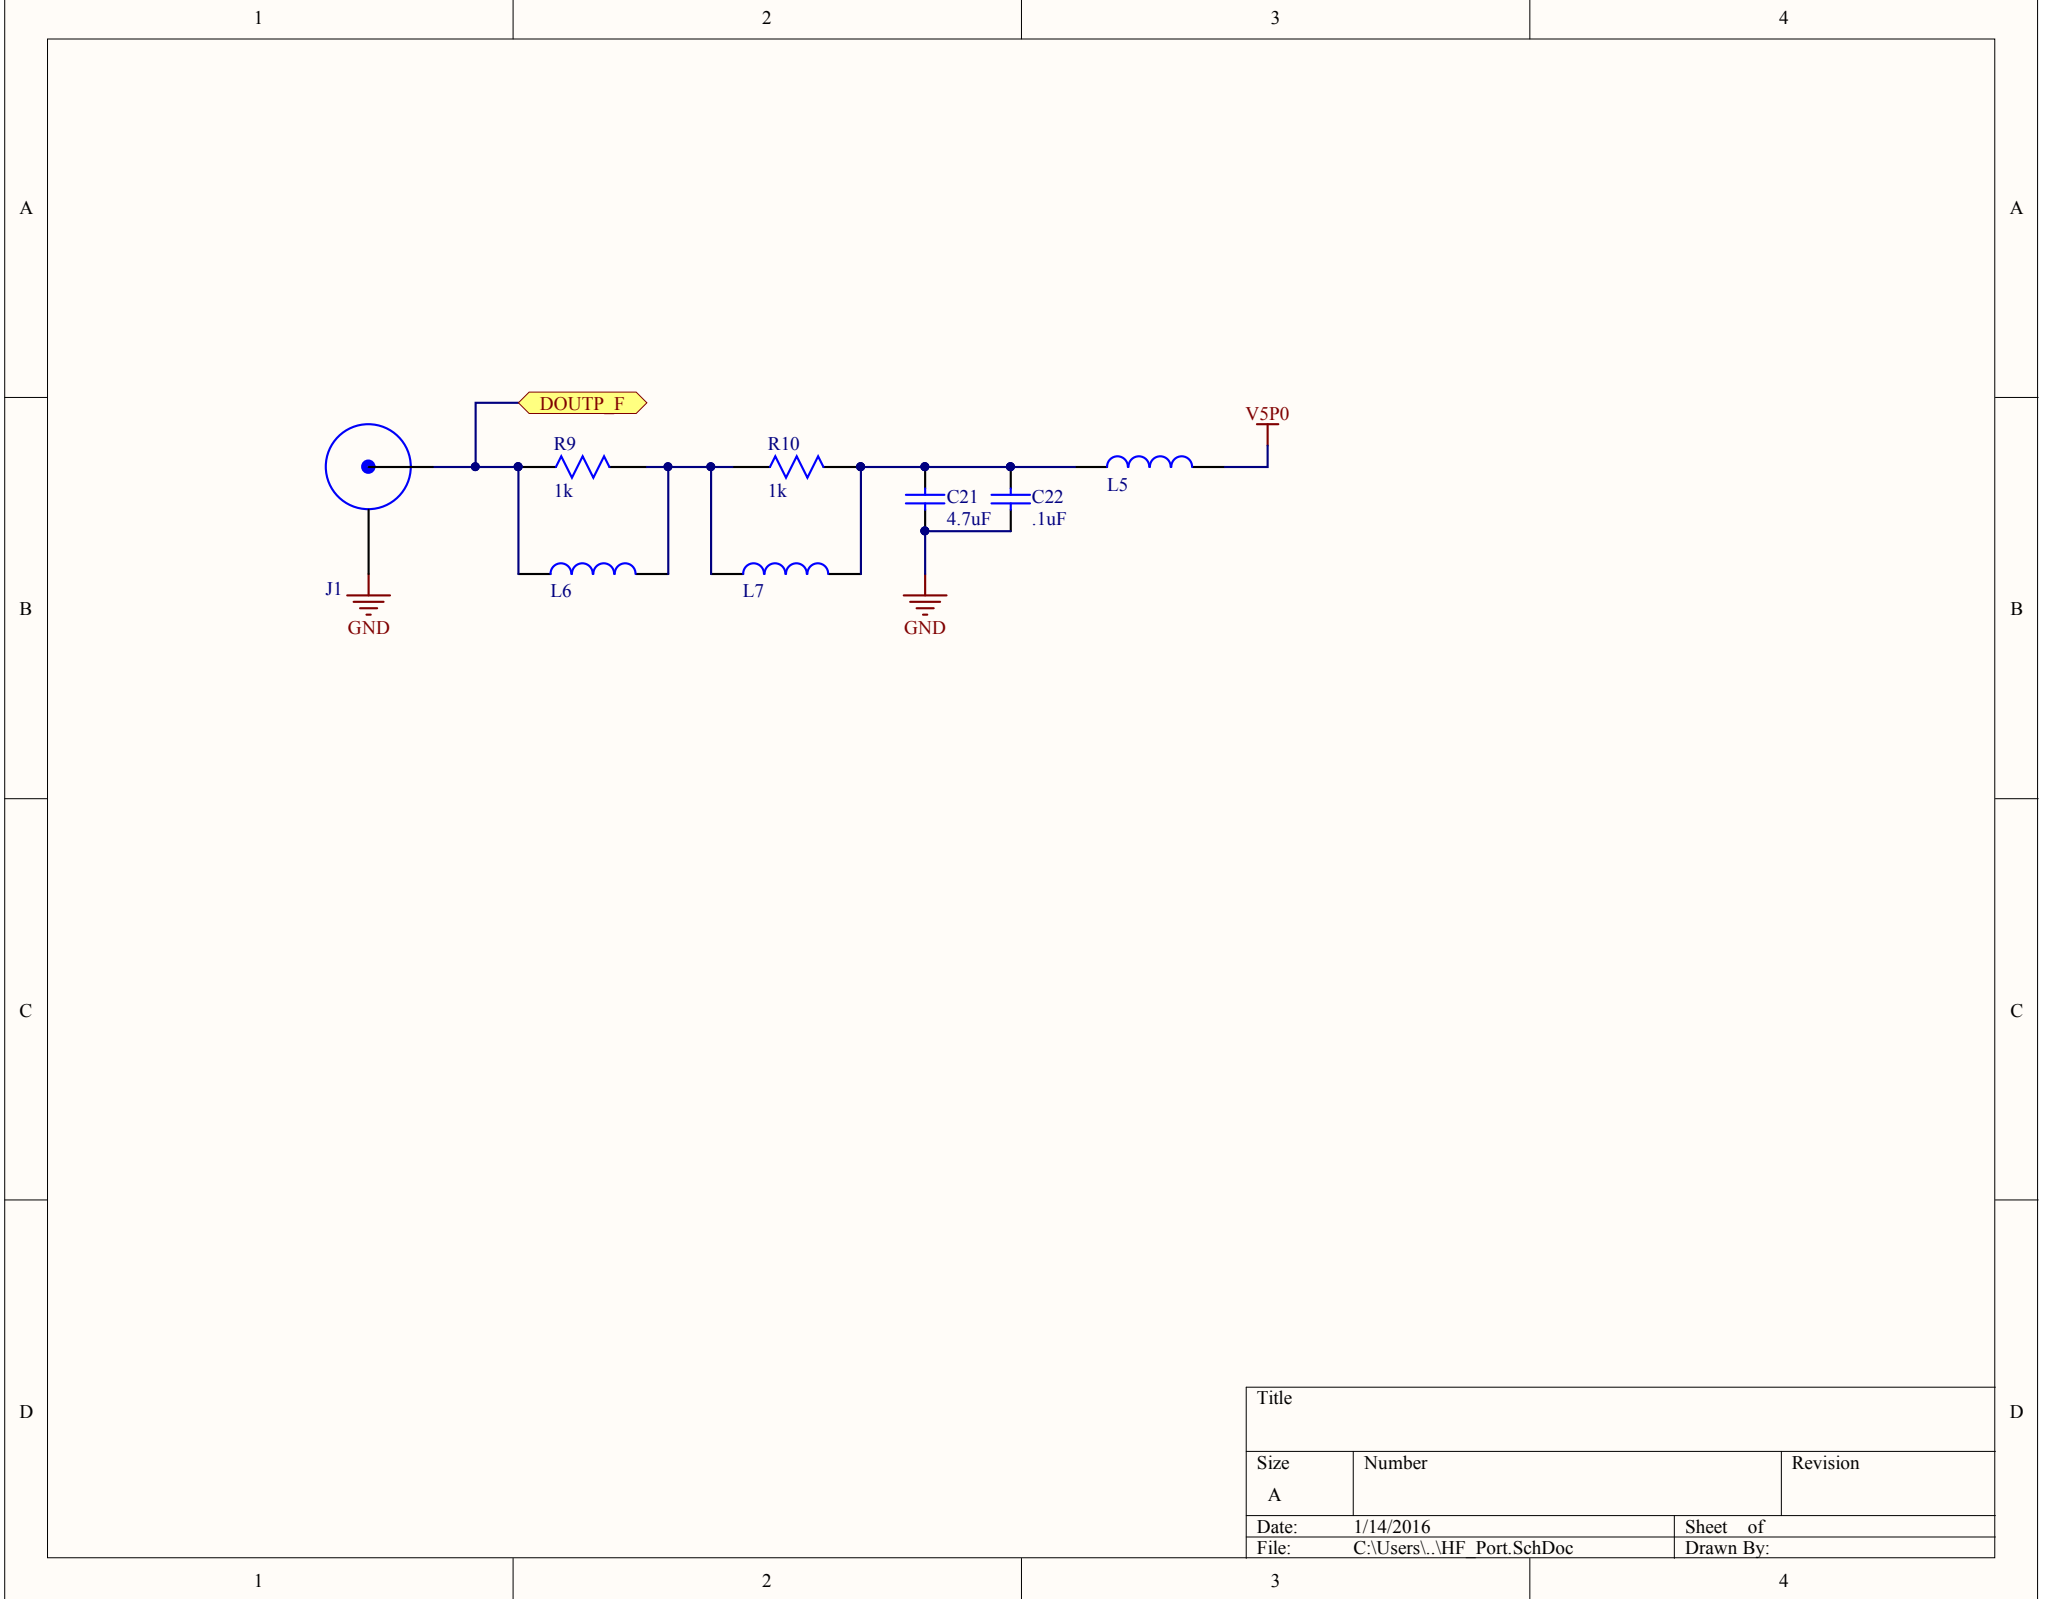 1 2 3 4
A A
DOUTP_F
V5P0
R9 R10
1k 1k L5
C21 C22
4.7uF .1uF
J1 L6 L7
GND GND
B B
C C
Title
D D
Size Number Revision
A
Date: 1/14/2016 Sheet of
File: C:\Users\..\HF_Port.SchDoc Drawn By:
1 2 3 4